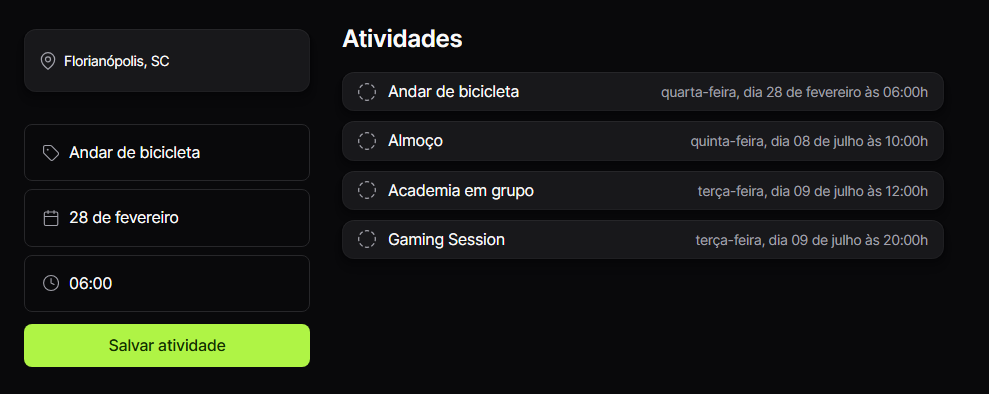 Florianópolis, SC
Andar de bicicleta
28 de fevereiro
06:00
Salvar atividade
Atividades
Andar de bicicleta quarta-feira, dia 28 de fevereiro às 06:00h
Almoço quinta-feira, dia 08 de julho às 10:00h
Academia em grupo terça-feira, dia 09 de julho às 12:00h
Gaming Session terça-feira, dia 09 de julho às 20:00h